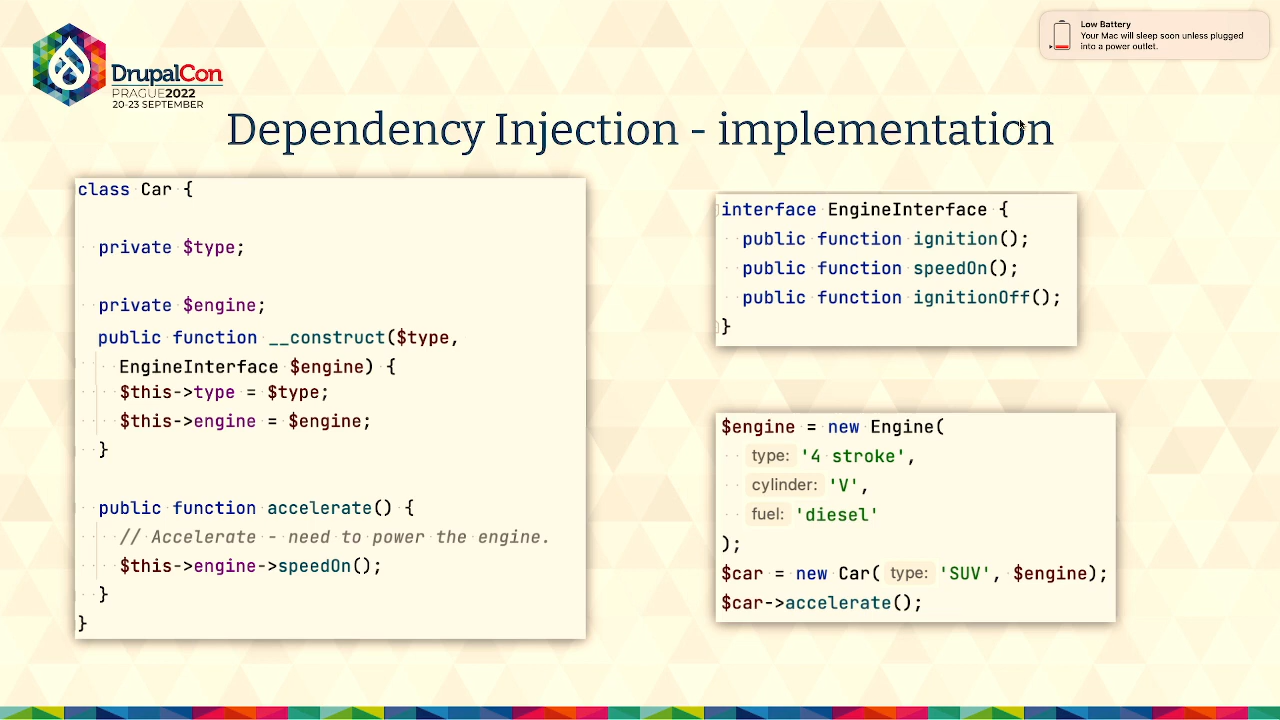 Low Battery
Your Mac will sleep soon unless plugged
into a power outlet.
DrupalCon
PRAGUE2022
20-23 SEPTEMBER
Dependency Injection - implementation
class Car {
private $type;
private $engine;
public function __construct($type,
EngineInterface $engine) {
$this->type = $type;
$this->engine = $engine;
}
public function accelerate() {
// Accelerate - need to power the engine.
$this->engine->speedOn();
}
}
interface EngineInterface {
public function ignition();
public function speedOn();
public function ignitionOff();
}
$engine = new Engine(
type: '4 stroke',
cylinder: 'V',
fuel: 'diesel'
);
$car = new Car( type: 'SUV', $engine);
$car->accelerate();